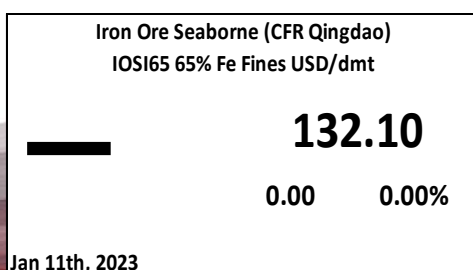 Iron Ore Seaborne (CFR Qingdao)
IOSI65 65% Fe Fines USD/dmt
132.10
0.00 0.00%
Jan 11th, 2023